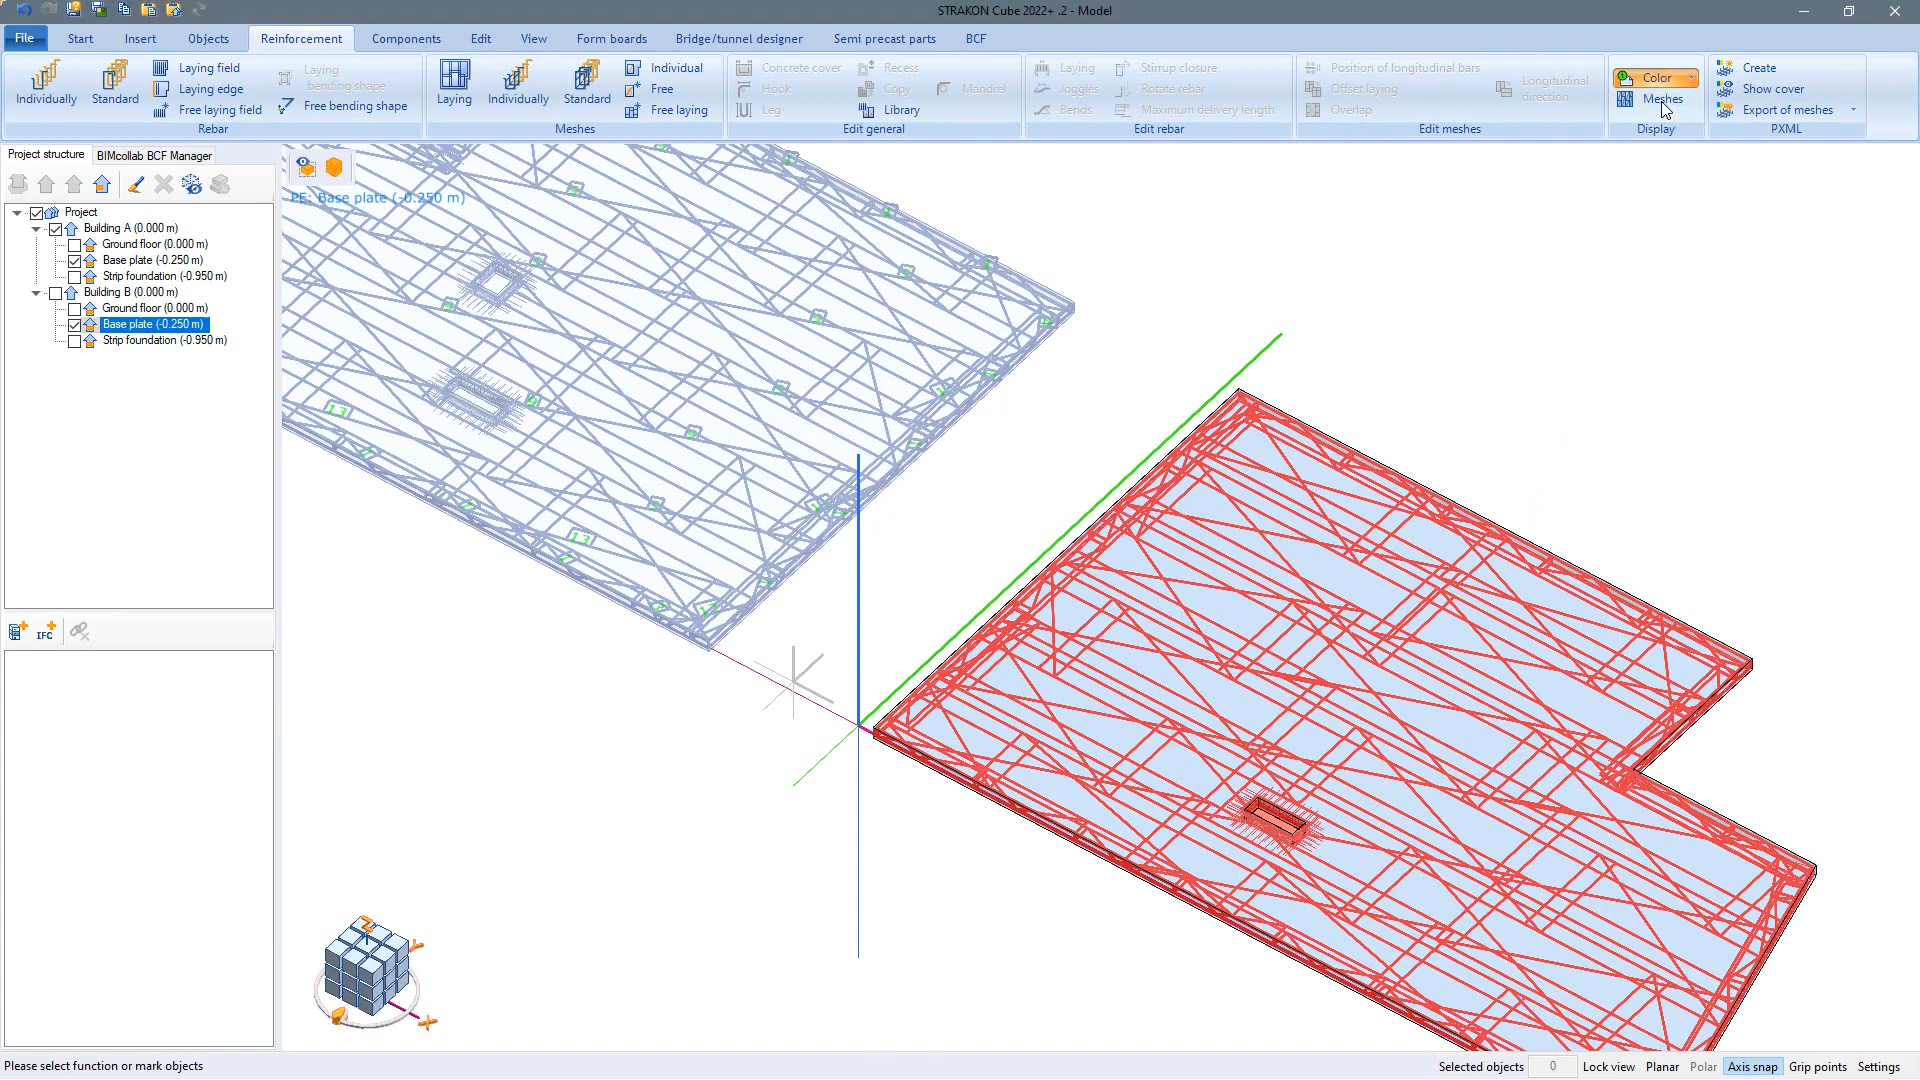 STRAKON Cube 2022+ .2 - Model
File Start Insert Objects Reinforcement Components Edit View Form boards Bridge/tunnel designer Semi precast parts BCF
Individually Standard Laying field Laying edge Free laying field Laying bending shape Free bending shape
Rebar
Laying Individually Standard Individual Free Free laying
Meshes
Concrete cover Hook Leg Recess Copy Library Mandrel
Edit general
Laying Joggles Bends Stirrup closure Rotate rebar Maximum delivery length
Edit rebar
Position of longitudinal bars Offset laying Overlap Longitudinal direction
Edit meshes
Color Meshes
Display
Create Show cover Export of meshes
PXML
Project structure BIMcollab BCF Manager
Project
Building A (0.000 m)
Ground floor (0.000 m)
Base plate (-0.250 m)
Strip foundation (-0.950 m)
Building B (0.000 m)
Ground floor (0.000 m)
Base plate (-0.250 m)
Strip foundation (-0.950 m)
IFC
PE: Base plate (-0.250 m)
13
13
Please select function or mark objects
Selected objects 0 Lock view Planar Polar Axis snap Grip points Settings